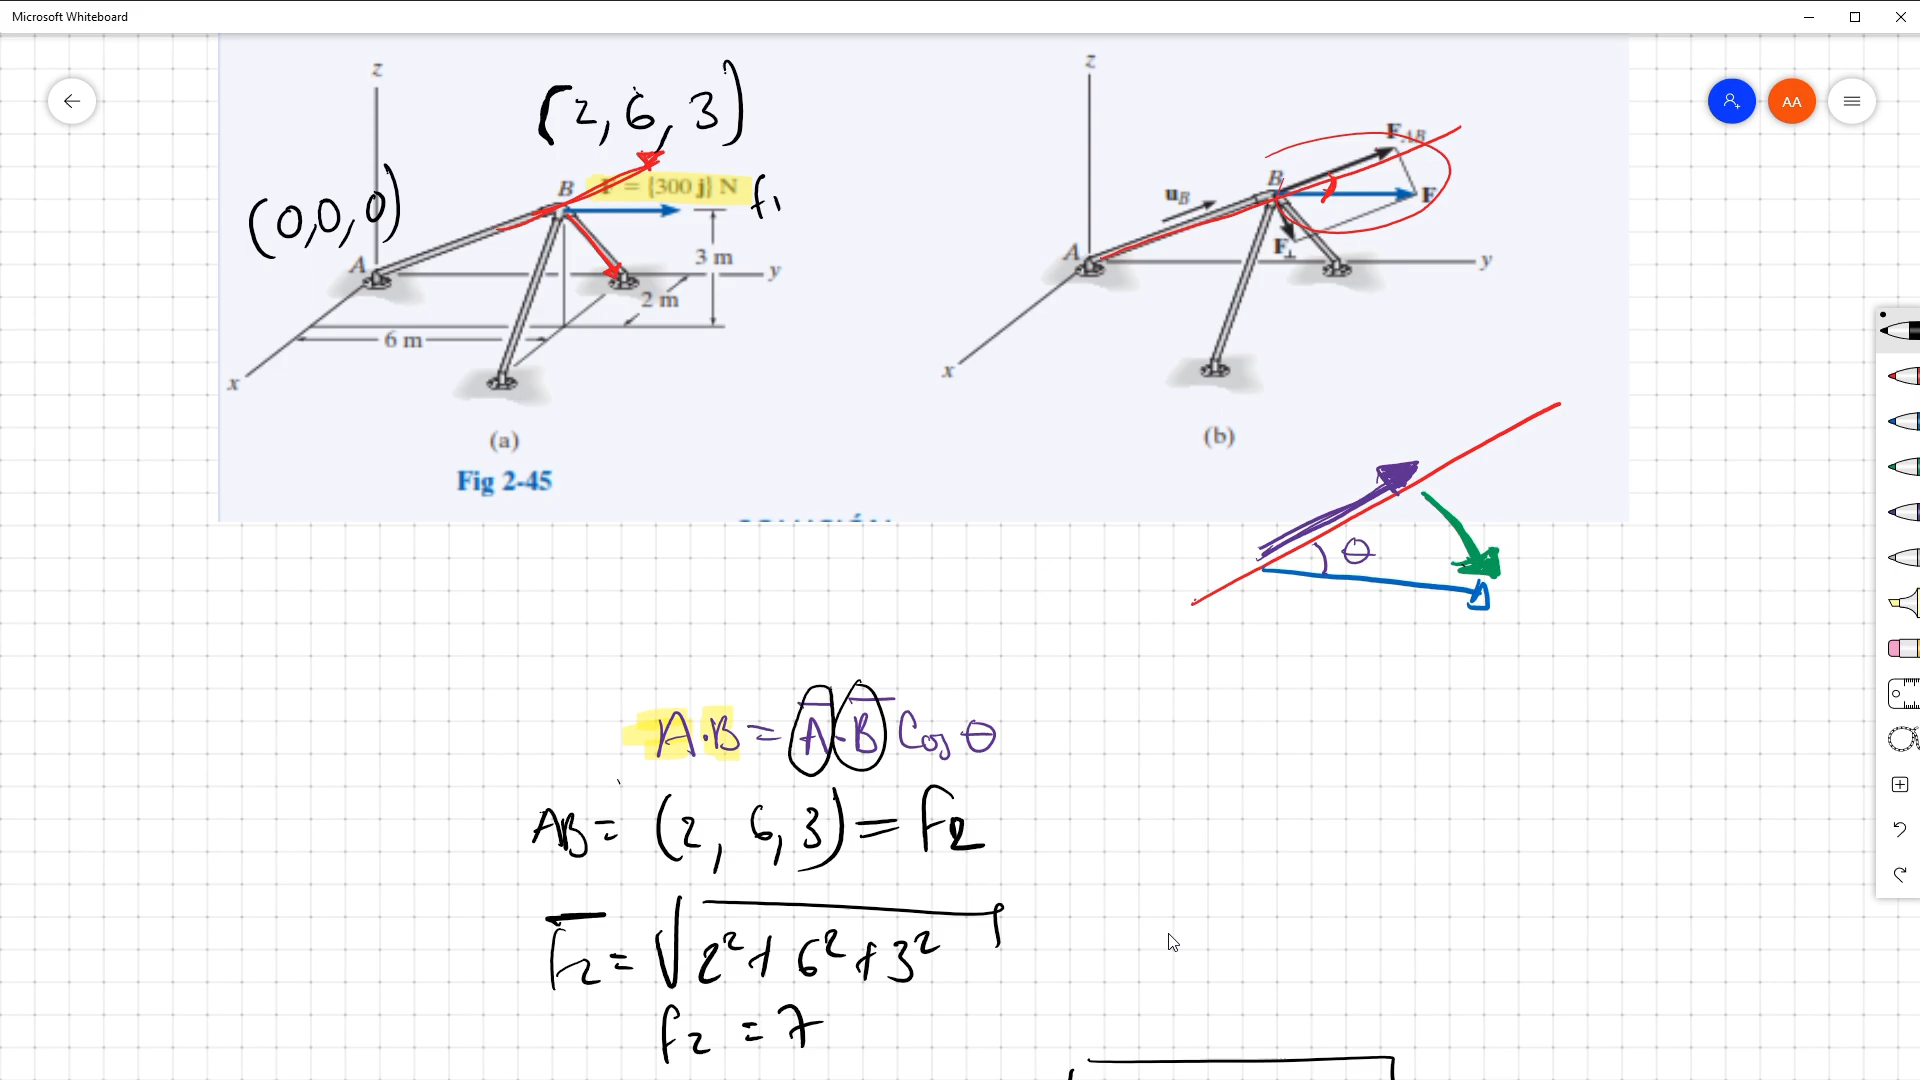 Microsoft Whiteboard
AA
z
(2, 6, 3)
(0,0,0)
B
F = {300 j} N
f1
A
3 m
y
2 m
6 m
x
(a)
Fig 2-45
z
F AB
B
uB
F
A
F⊥
y
x
(b)
θ
A·B = A·B Cos θ
AB = (2, 6, 3) = F2
F2 = √2² + 6² + 3²
F2 = 7